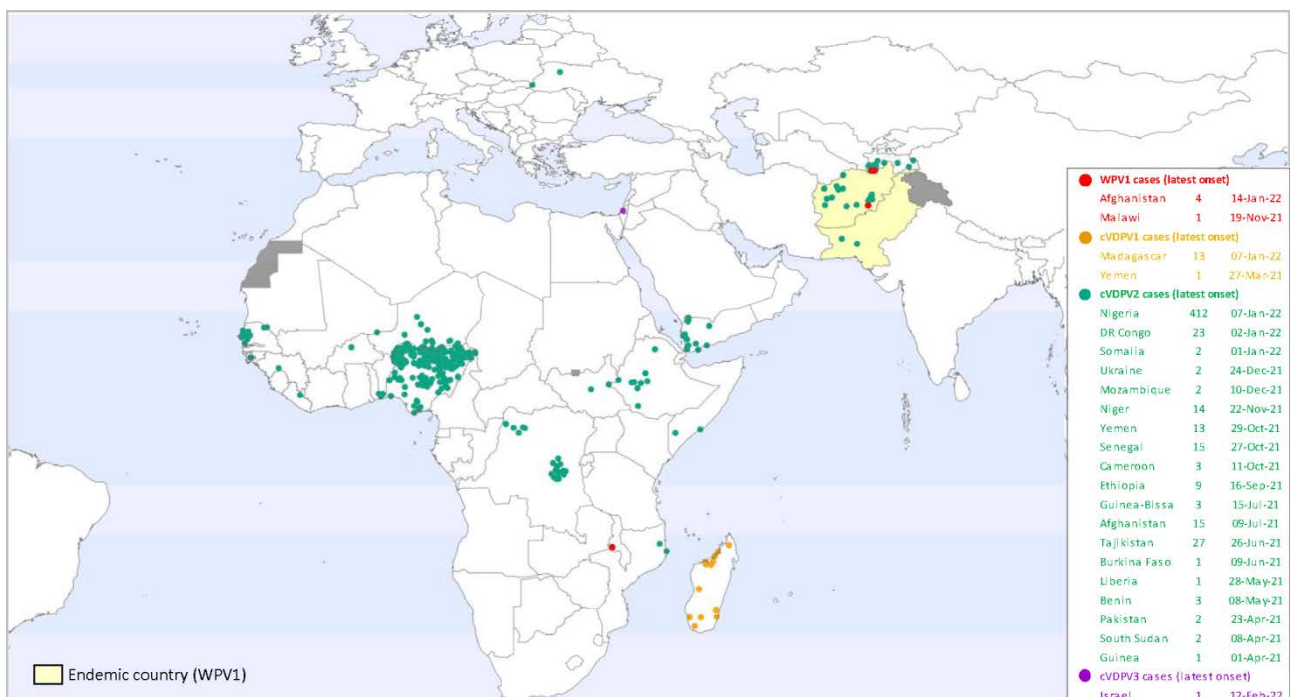 WPV1 cases (latest onset)
Afghanistan 4 14-Jan-22
Malawi 1 19-Nov-21
cVDPV1 cases (latest onset)
Madagascar 13 07-Jan-22
Yemen 1 27-Mar-21
cVDPV2 cases (latest onset)
Nigeria 412 07-Jan-22
DR Congo 23 02-Jan-22
Somalia 2 01-Jan-22
Ukraine 2 24-Dec-21
Mozambique 2 10-Dec-21
Niger 14 22-Nov-21
Yemen 13 29-Oct-21
Senegal 15 27-Oct-21
Cameroon 3 11-Oct-21
Ethiopia 9 16-Sep-21
Guinea-Bissa 3 15-Jul-21
Afghanistan 15 09-Jul-21
Tajikistan 27 26-Jun-21
Burkina Faso 1 09-Jun-21
Liberia 1 28-May-21
Benin 3 08-May-21
Pakistan 2 23-Apr-21
South Sudan 2 08-Apr-21
Guinea 1 01-Apr-21
cVDPV3 cases (latest onset)
Israel 1 12-Feb-22
Endemic country (WPV1)